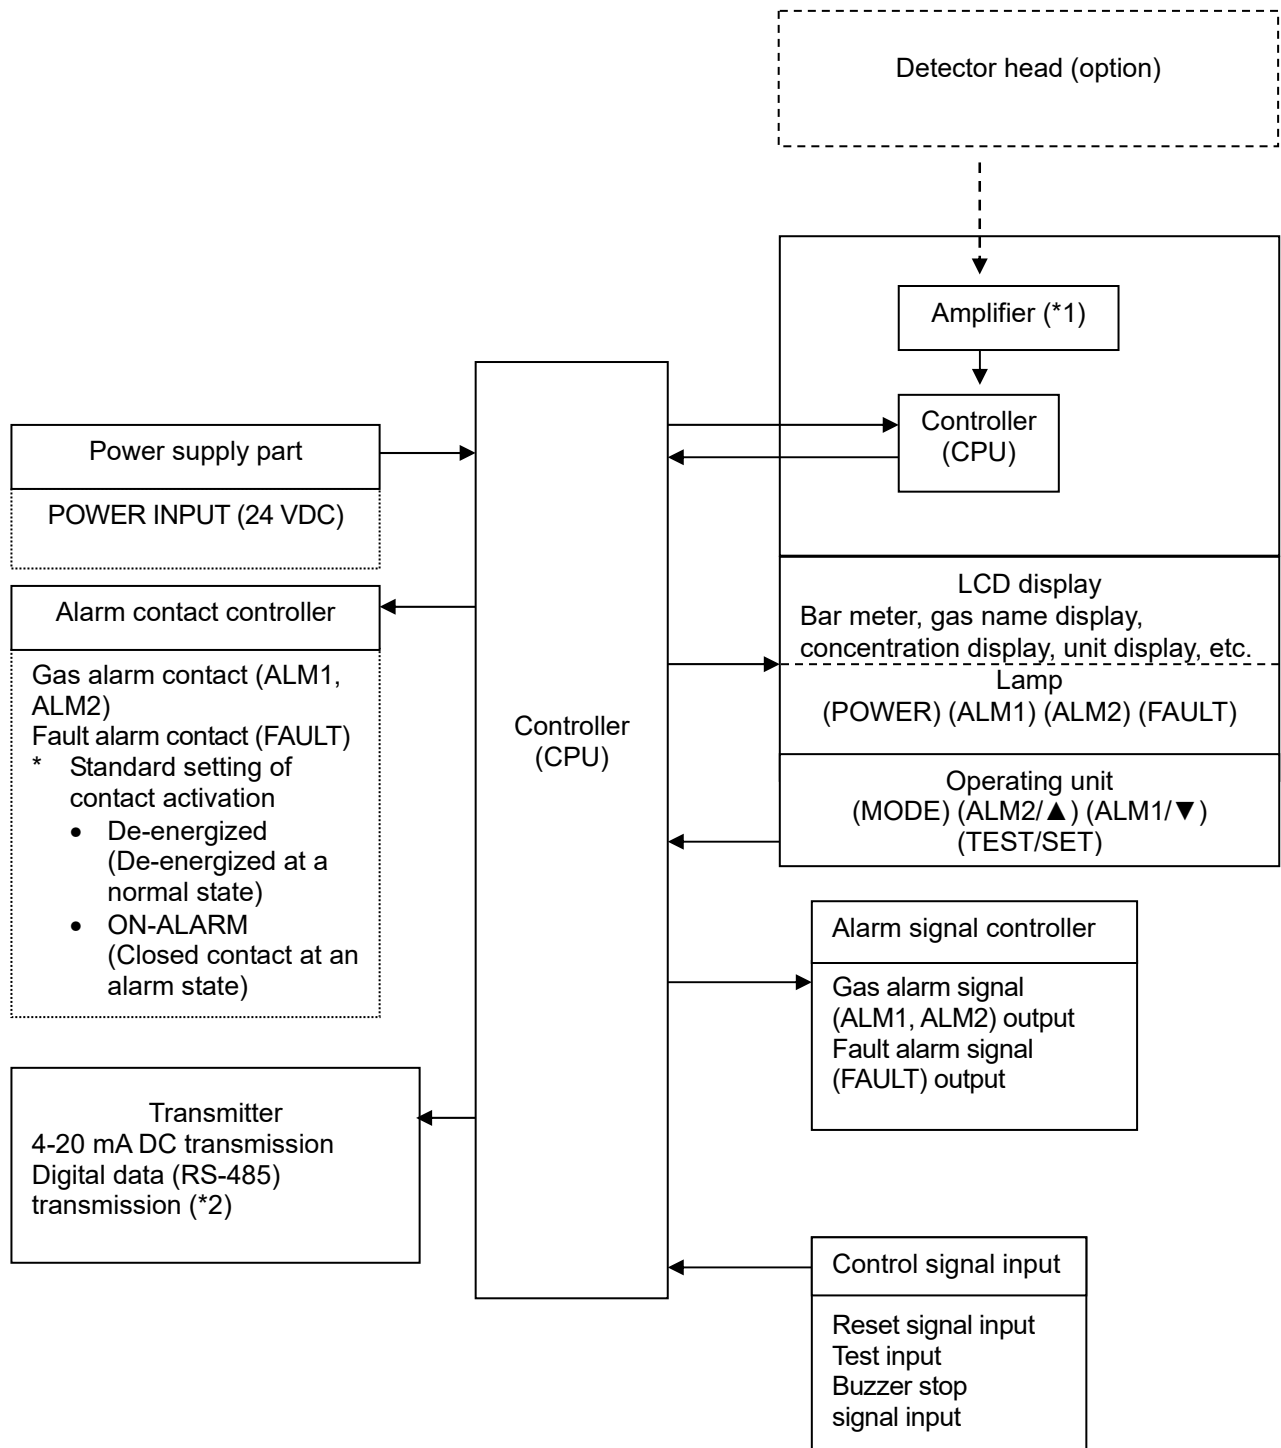 Detector head (option)
Amplifier (*1)
Controller
(CPU)
Power supply part
POWER INPUT (24 VDC)
Alarm contact controller
Gas alarm contact (ALM1,
ALM2)
Fault alarm contact (FAULT)
* Standard setting of
contact activation
• De-energized
(De-energized at a
normal state)
• ON-ALARM
(Closed contact at an
alarm state)
Transmitter
4-20 mA DC transmission
Digital data (RS-485)
transmission (*2)
Controller
(CPU)
LCD display
Bar meter, gas name display,
concentration display, unit display, etc.
Lamp
(POWER) (ALM1) (ALM2) (FAULT)
Operating unit
(MODE) (ALM2/▲) (ALM1/▼)
(TEST/SET)
Alarm signal controller
Gas alarm signal
(ALM1, ALM2) output
Fault alarm signal
(FAULT) output
Control signal input
Reset signal input
Test input
Buzzer stop
signal input